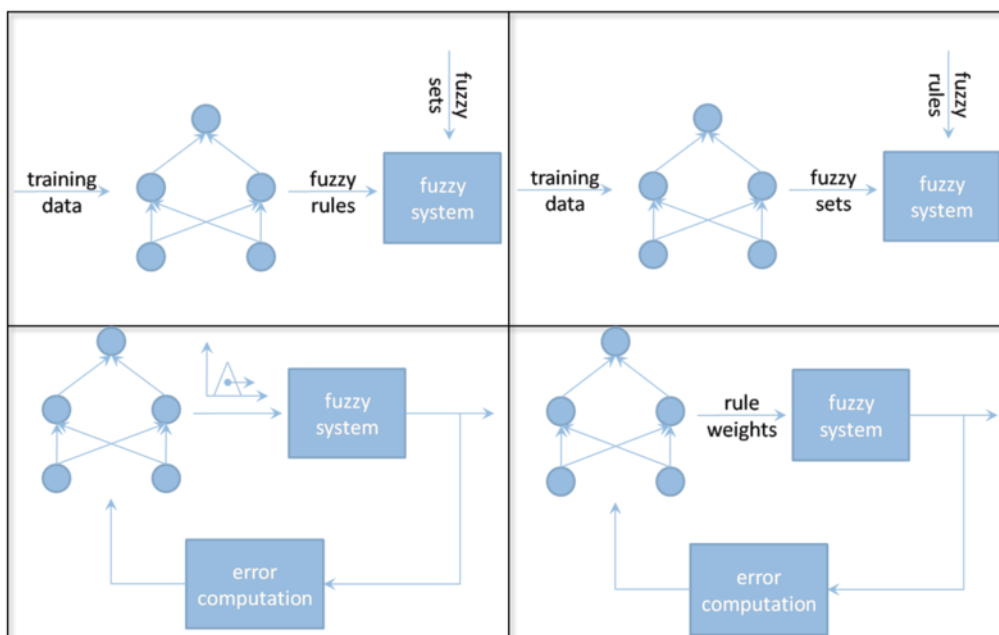 fuzzy
sets
training
data
fuzzy
rules
fuzzy
system
fuzzy
rules
training
data
fuzzy
sets
fuzzy
system
fuzzy
system
error
computation
rule
weights
fuzzy
system
error
computation